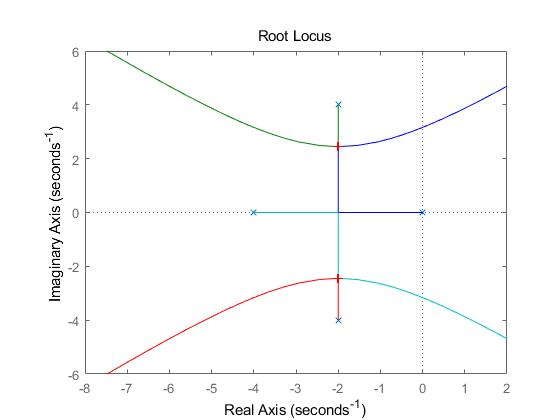 Root Locus
6
4
2
0
-2
-4
-6
Imaginary Axis (seconds⁻¹)
-8 -7 -6 -5 -4 -3 -2 -1 0 1 2
Real Axis (seconds⁻¹)